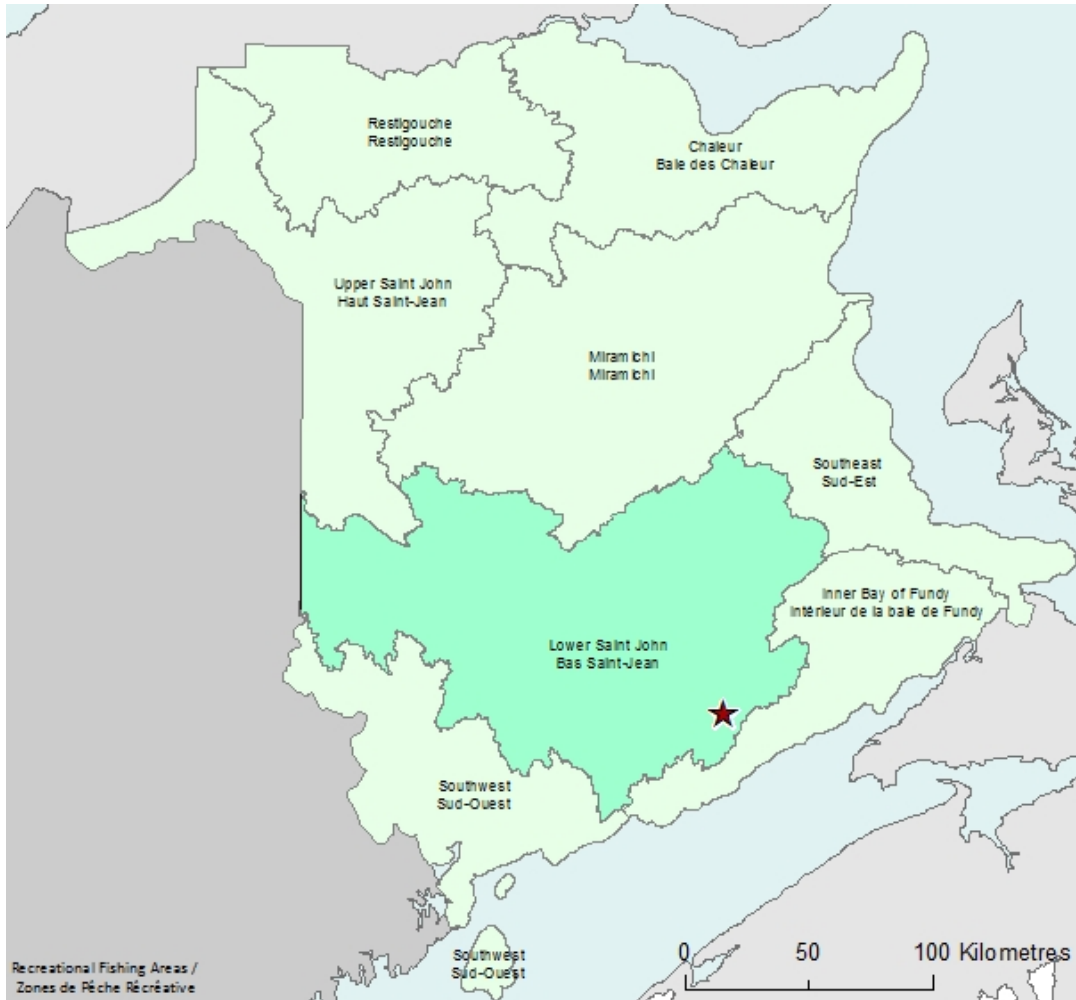 Restigouche
Restigouche
Chaleur
Baie des Chaleur
Upper Saint John
Haut Saint-Jean
Miramichi
Miramichi
Southeast
Sud-Est
Inner Bay of Fundy
Intérieur de la baie de Fundy
Lower Saint John
Bas Saint-Jean
Southwest
Sud-Ouest
Southwest
Sud-Ouest
0 50 100 Kilometres
Recreational Fishing Areas /
Zones de Pêche Récréative